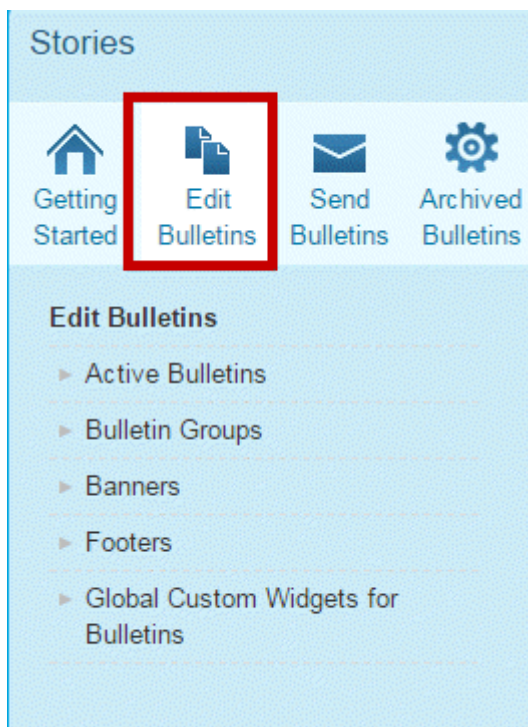 Stories
Getting Started
Edit Bulletins
Send Bulletins
Archived Bulletins
Edit Bulletins
Active Bulletins
Bulletin Groups
Banners
Footers
Global Custom Widgets for
Bulletins